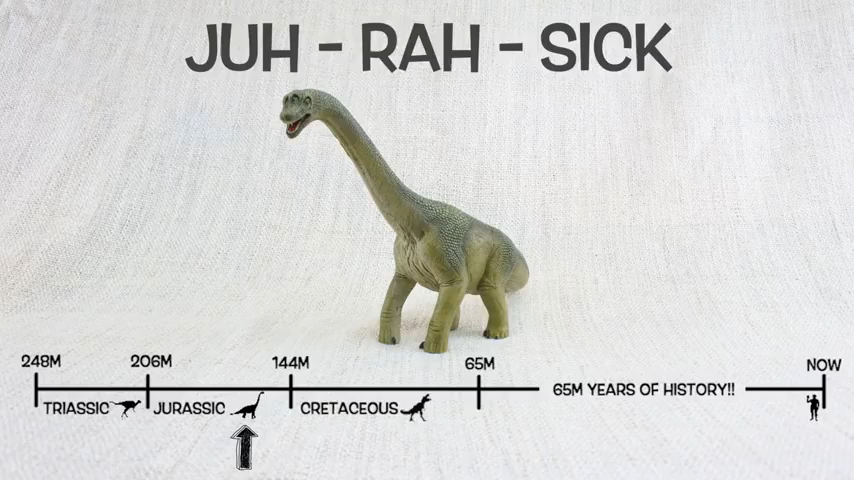 JUH - RAH - SICK
248M 206M 144M 65M NOW
65M YEARS OF HISTORY!!
TRIASSIC JURASSIC CRETACEOUS